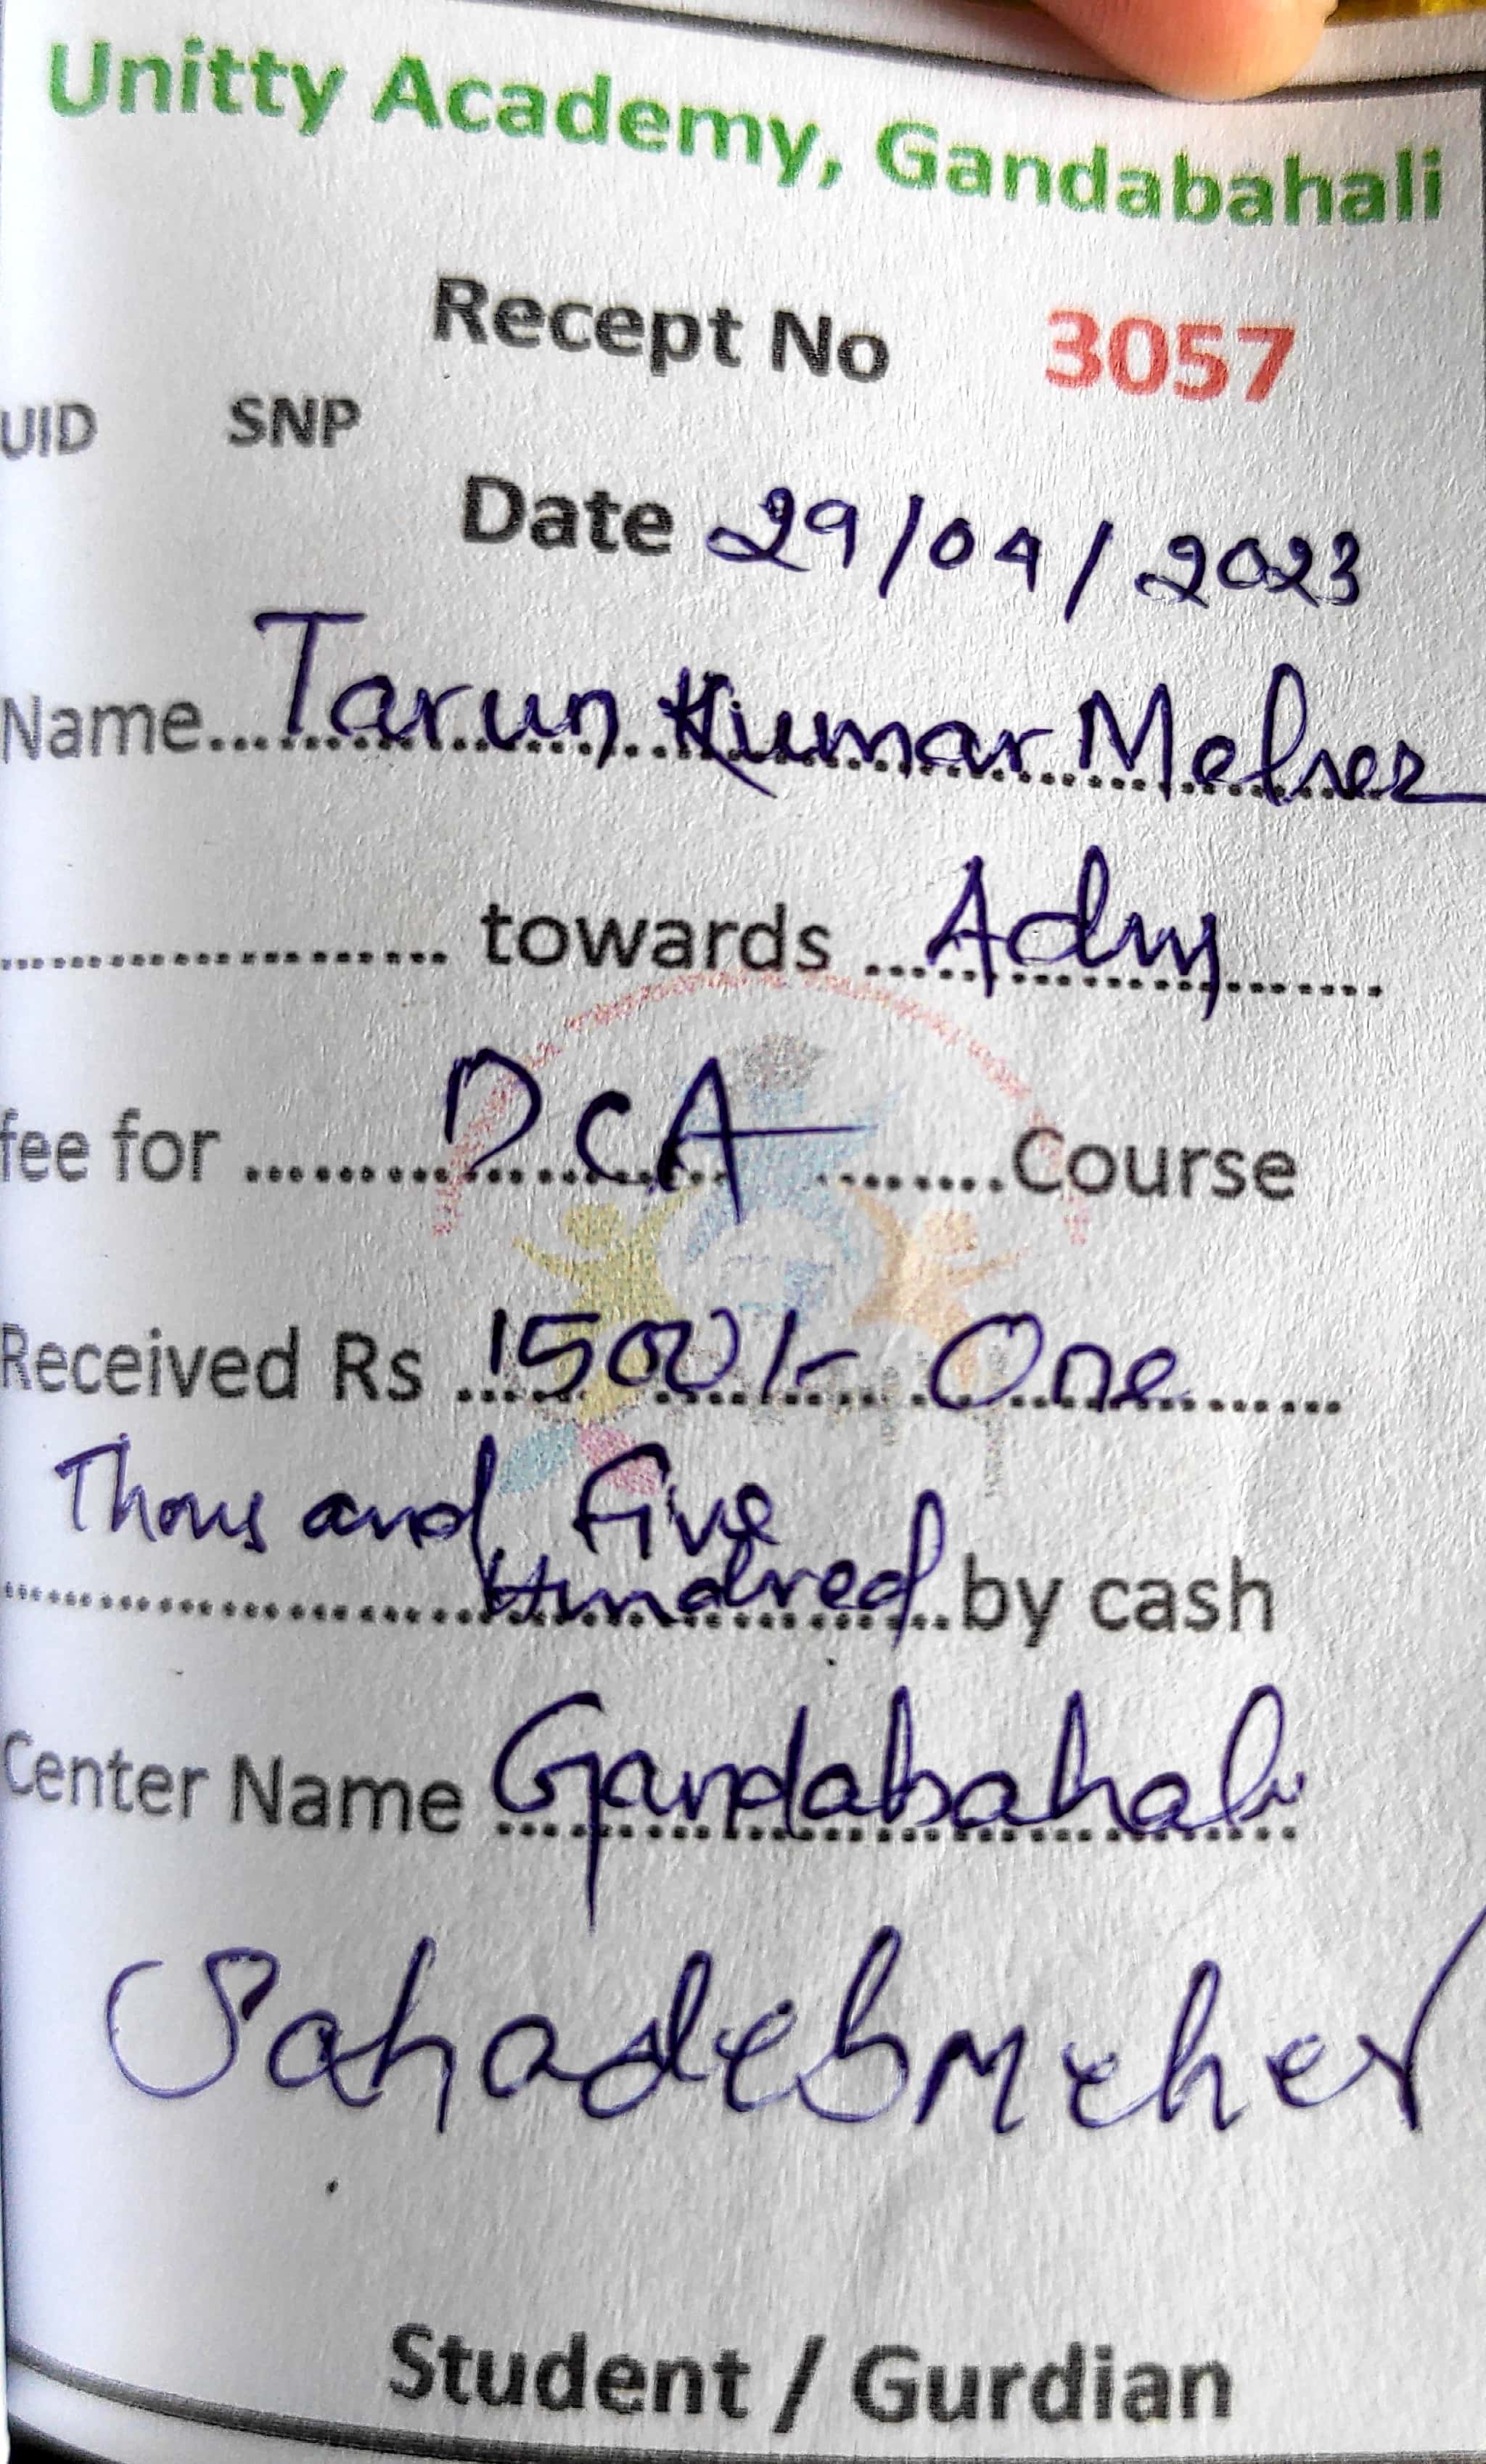 Unitty Academy, Gandabahali
Recept No 3057
UID SNP
Date 29/04/2023
Name...Tarun Kumar Meher
.................... towards ...Adm
fee for ..........DCA.........Course
Received Rs ...1500/- One.........
Thousand Five
..............................Hundred...by cash
Center Name Gandabahali
Sahadeb meher
Student / Gurdian